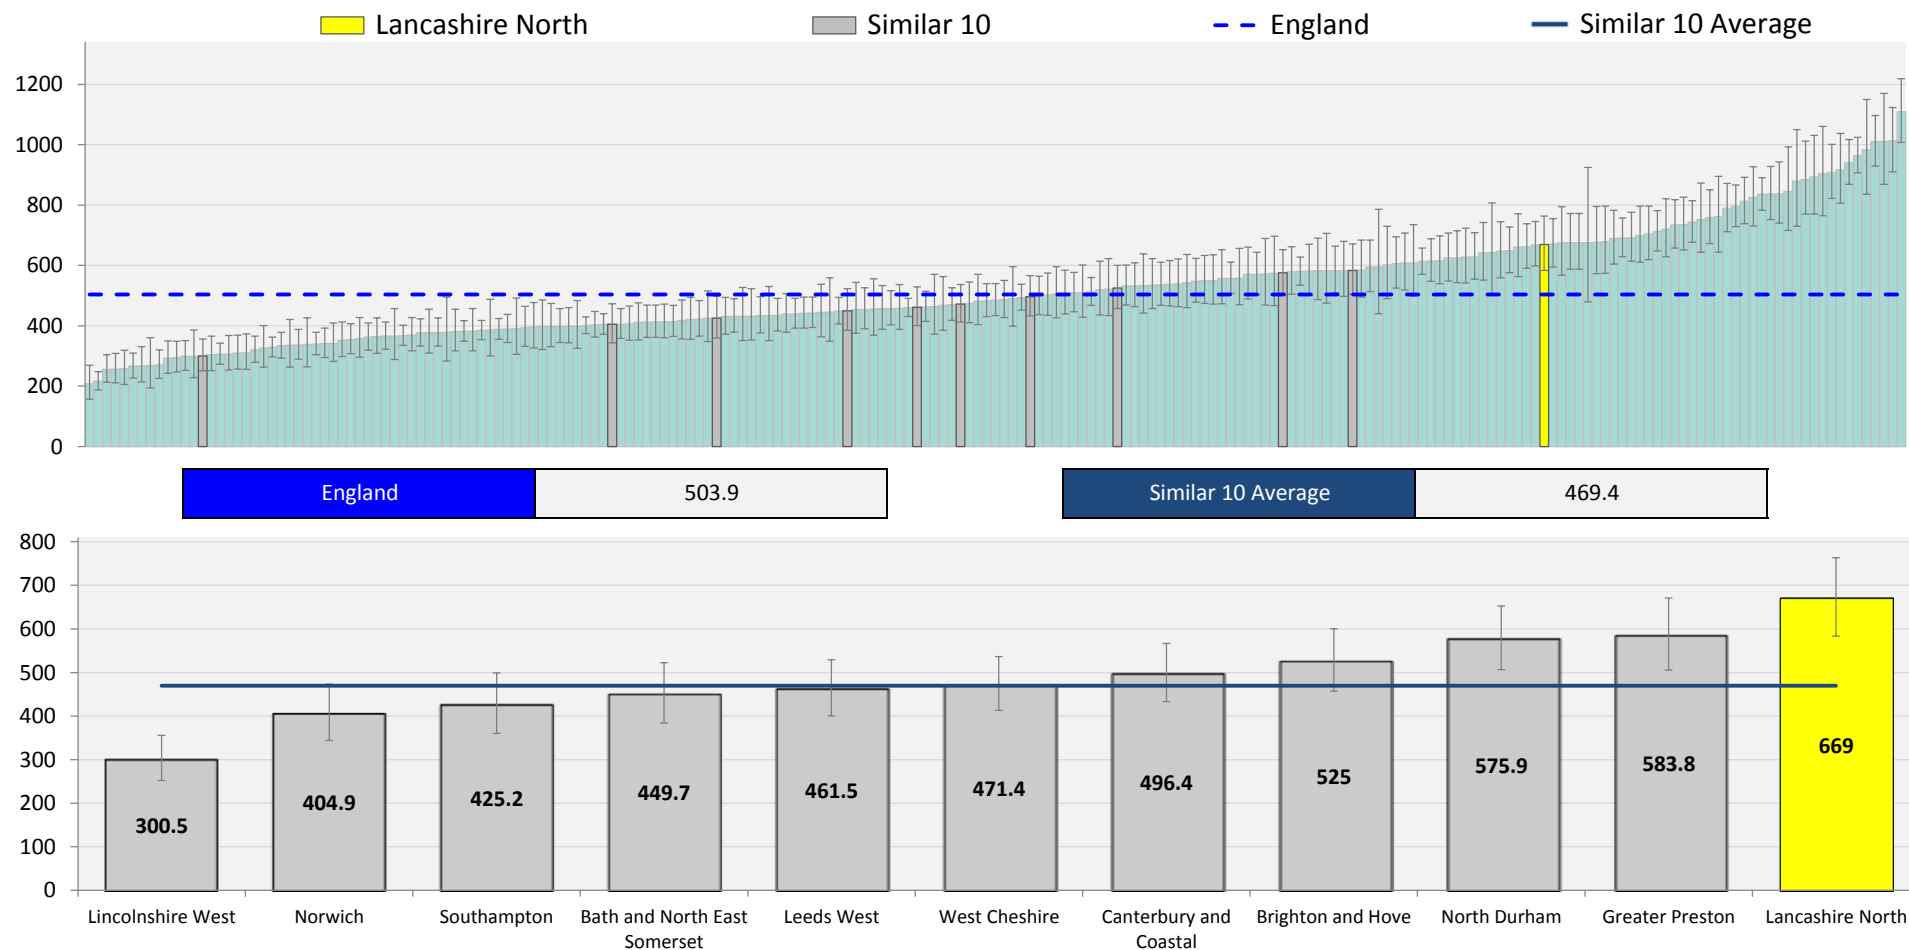 Lancashire North
Similar 10
England
Similar 10 Average
1200
1000
800
600
400
200
0
England
503.9
Similar 10 Average
469.4
800
700
600
500
400
300
200
100
0
300.5
404.9
425.2
449.7
461.5
471.4
496.4
525
575.9
583.8
669
Lincolnshire West
Norwich
Southampton
Bath and North East
Somerset
Leeds West
West Cheshire
Canterbury and
Coastal
Brighton and Hove
North Durham
Greater Preston
Lancashire North